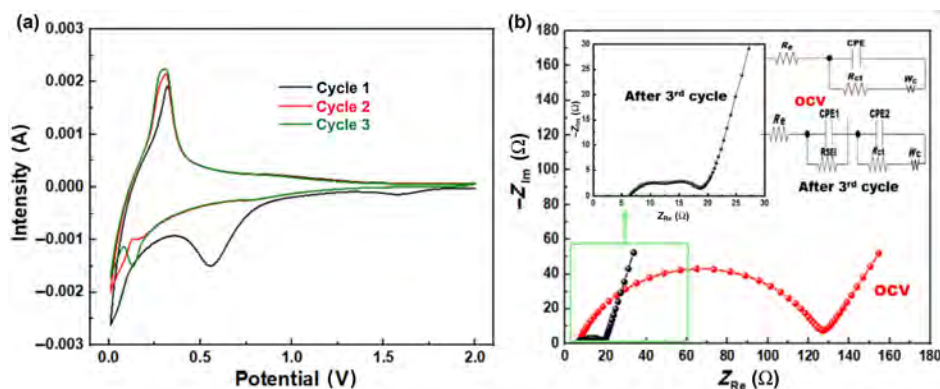 (a)
0.003
0.002
0.001
0.000
−0.001
−0.002
−0.003
Intensity (A)
Cycle 1
Cycle 2
Cycle 3
0.0 0.5 1.0 1.5 2.0
Potential (V)
(b)
180
160
140
120
100
80
60
40
20
0
−Z_Im (Ω)
30
25
20
15
10
5
0
−Z_Im (Ω)
After 3rd cycle
0 5 10 15 20 25 30
Z_Re (Ω)
R_e
CPE
R_ct
W_c
OCV
R_E
CPE1
CPE2
RSEi
R_ct
W_c
After 3rd cycle
OCV
0 20 40 60 80 100 120 140 160 180
Z_Re (Ω)